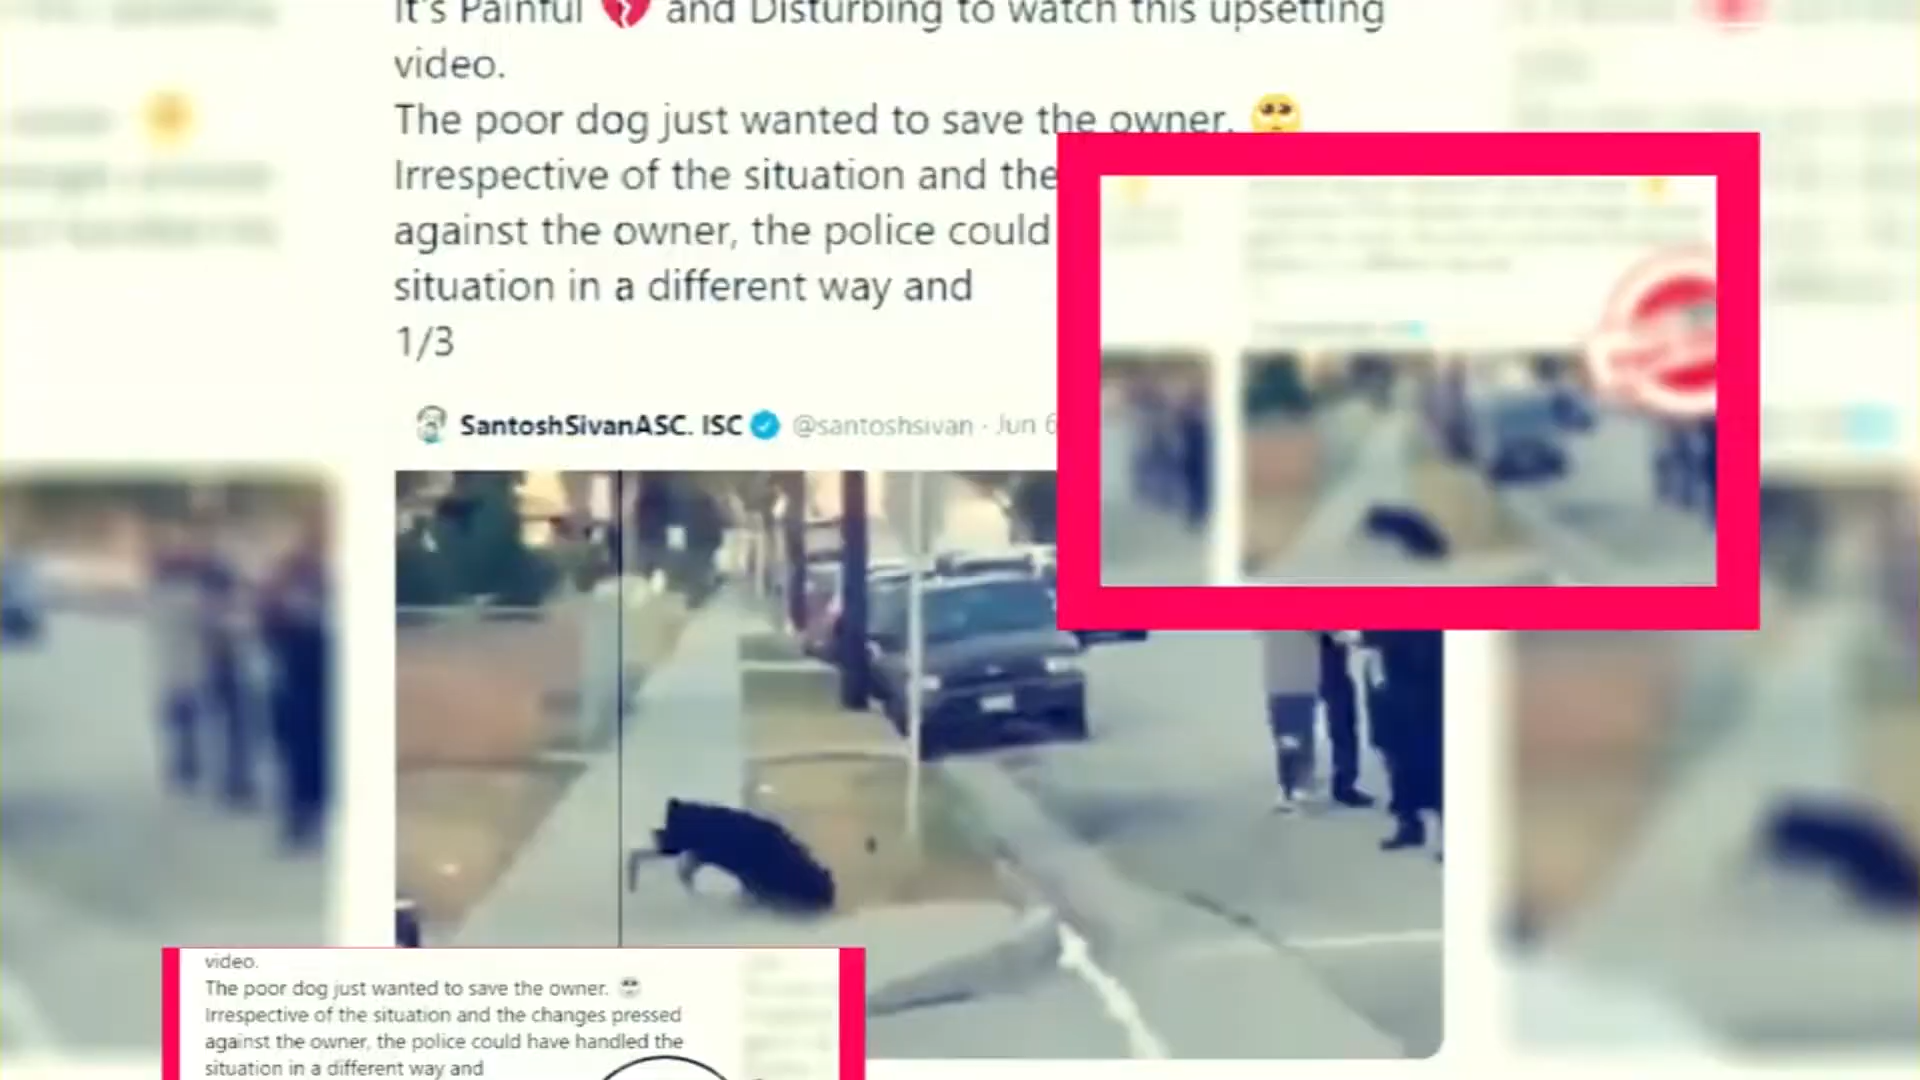 It's Painful 💔 and Disturbing to watch this upsetting
video.
The poor dog just wanted to save the owner. 🥺
Irrespective of the situation and the
against the owner, the police could
situation in a different way and
1/3
SantoshSivanASC. ISC @santoshsivan · Jun 6
video.
The poor dog just wanted to save the owner. 🥺
Irrespective of the situation and the changes pressed
against the owner, the police could have handled the
situation in a different way and